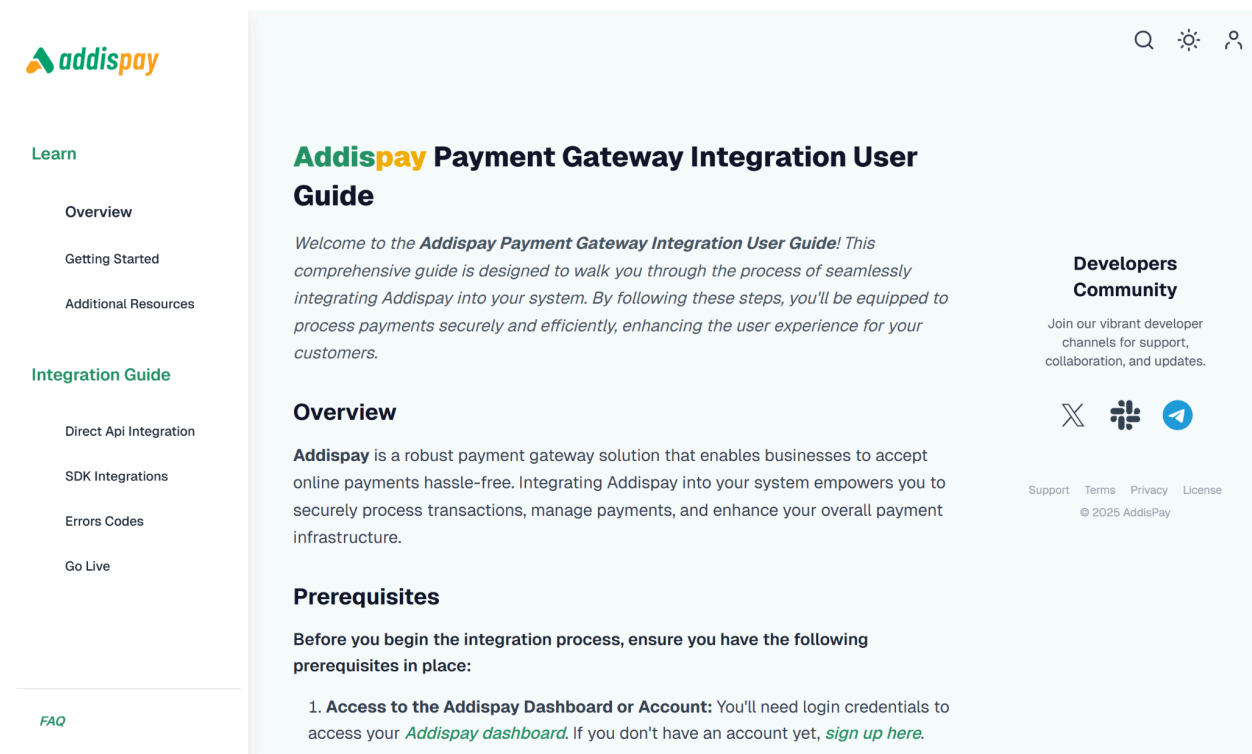 addispay
Learn
Overview
Getting Started
Additional Resources
Integration Guide
Direct Api Integration
SDK Integrations
Errors Codes
Go Live
FAQ
Addispay Payment Gateway Integration User
Guide
Welcome to the Addispay Payment Gateway Integration User Guide! This
comprehensive guide is designed to walk you through the process of seamlessly
integrating Addispay into your system. By following these steps, you'll be equipped to
process payments securely and efficiently, enhancing the user experience for your
customers.
Overview
Addispay is a robust payment gateway solution that enables businesses to accept
online payments hassle-free. Integrating Addispay into your system empowers you to
securely process transactions, manage payments, and enhance your overall payment
infrastructure.
Prerequisites
Before you begin the integration process, ensure you have the following
prerequisites in place:
1. Access to the Addispay Dashboard or Account: You'll need login credentials to
access your Addispay dashboard. If you don't have an account yet, sign up here.
Developers
Community
Join our vibrant developer
channels for support,
collaboration, and updates.
Support Terms Privacy License
© 2025 AddisPay